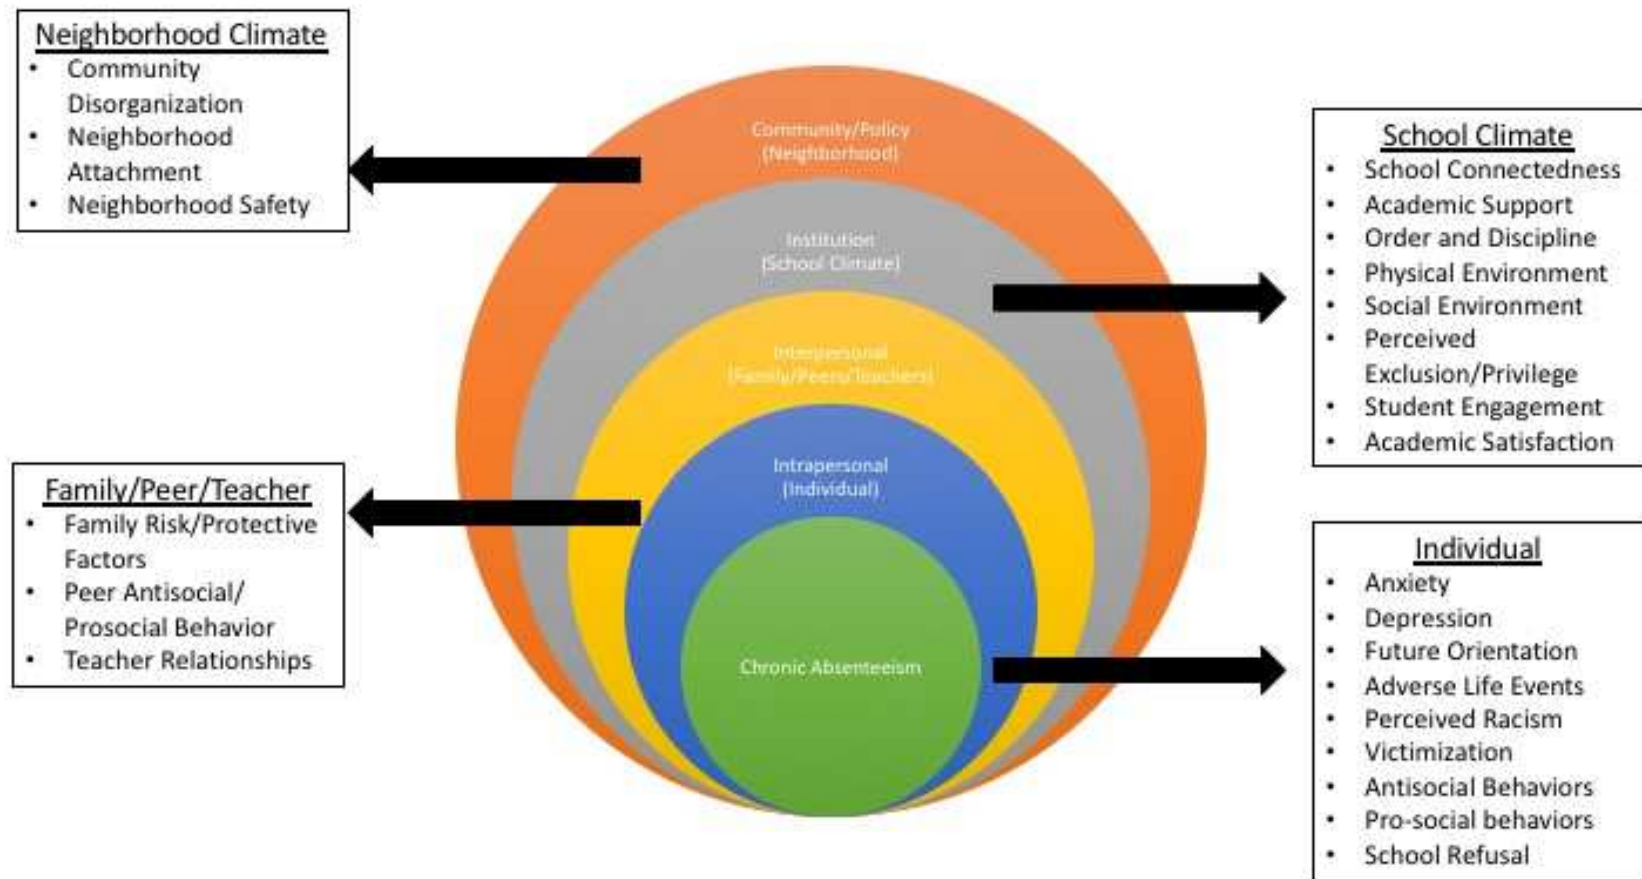 Neighborhood Climate
• Community
Disorganization
• Neighborhood
Attachment
• Neighborhood Safety
Family/Peer/Teacher
• Family Risk/Protective
Factors
• Peer Antisocial/
Prosocial Behavior
• Teacher Relationships
Community/Policy
(Neighborhood)
Institution
(School Climate)
Interpersonal
(Family/Peers/Teachers)
Intrapersonal
(Individual)
Chronic Absenteeism
School Climate
• School Connectedness
• Academic Support
• Order and Discipline
• Physical Environment
• Social Environment
• Perceived
Exclusion/Privilege
• Student Engagement
• Academic Satisfaction
Individual
• Anxiety
• Depression
• Future Orientation
• Adverse Life Events
• Perceived Racism
• Victimization
• Antisocial Behaviors
• Pro-social behaviors
• School Refusal